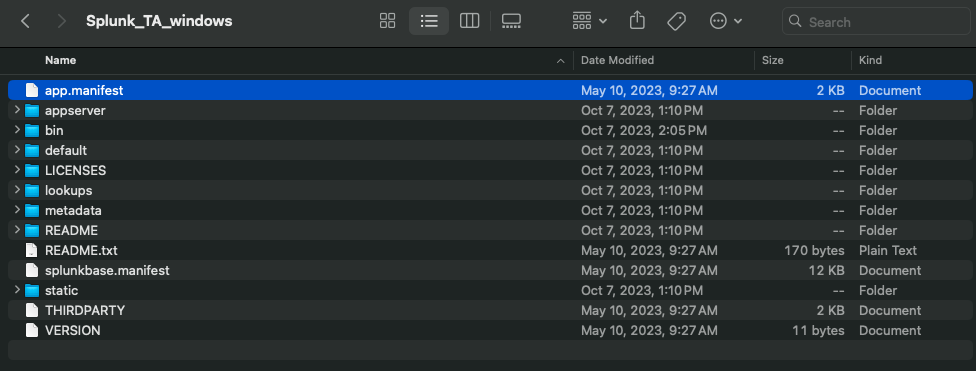 Splunk_TA_windows
Search
Name Date Modified Size Kind
app.manifest May 10, 2023, 9:27 AM 2 KB Document
appserver Oct 7, 2023, 1:10 PM -- Folder
bin Oct 7, 2023, 2:05 PM -- Folder
default Oct 7, 2023, 1:10 PM -- Folder
LICENSES Oct 7, 2023, 1:10 PM -- Folder
lookups Oct 7, 2023, 1:10 PM -- Folder
metadata Oct 7, 2023, 1:10 PM -- Folder
README Oct 7, 2023, 1:10 PM -- Folder
README.txt May 10, 2023, 9:27 AM 170 bytes Plain Text
splunkbase.manifest May 10, 2023, 9:27 AM 12 KB Document
static Oct 7, 2023, 1:10 PM -- Folder
THIRDPARTY May 10, 2023, 9:27 AM 2 KB Document
VERSION May 10, 2023, 9:27 AM 11 bytes Document